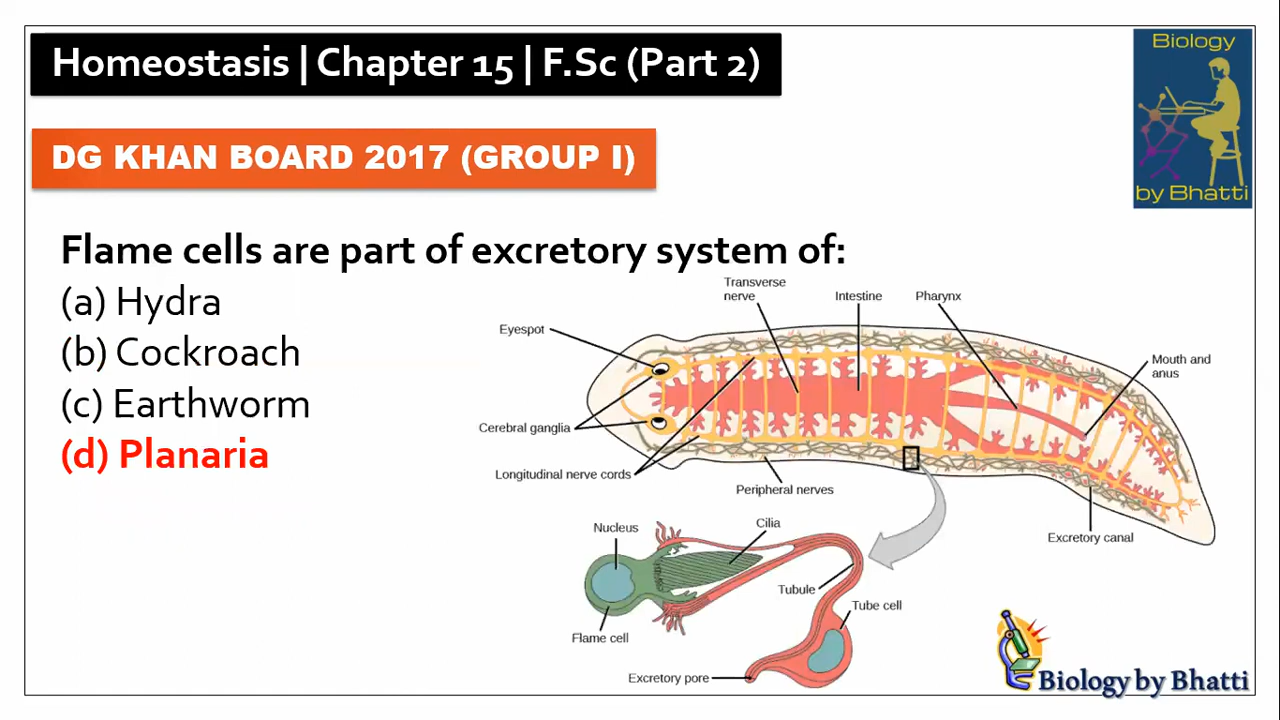 Homeostasis | Chapter 15 | F.Sc (Part 2)
Biology
by Bhatti
DG KHAN BOARD 2017 (GROUP I)
Flame cells are part of excretory system of:
(a) Hydra
(b) Cockroach
(c) Earthworm
(d) Planaria
Transverse
nerve
Intestine
Pharynx
Eyespot
Mouth and
anus
Cerebral ganglia
Longitudinal nerve cords
Peripheral nerves
Excretory canal
Nucleus
Cilia
Tubule
Tube cell
Flame cell
Excretory pore
Biology by Bhatti